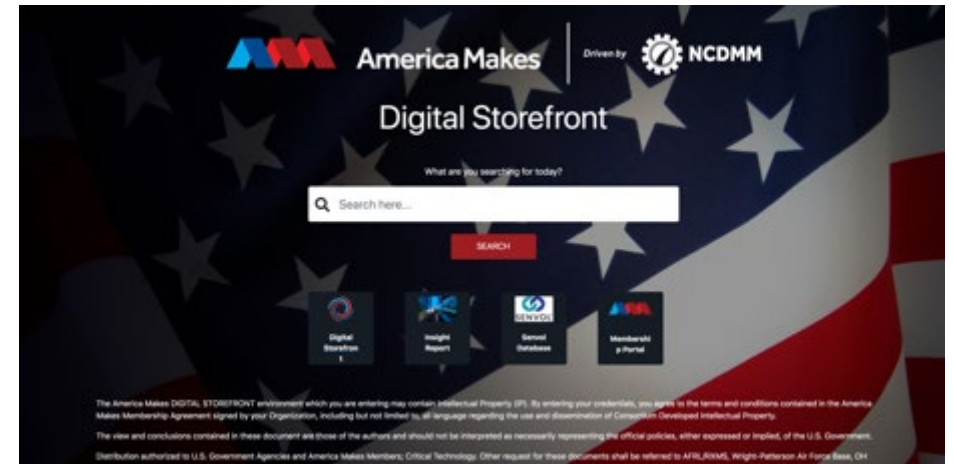 America Makes
Driven by
NCDMM
Digital Storefront
What are you searching for today?
Search here...
SEARCH
Digital
Storefron
t
Insight
Report
SENVOL
Senvol
Database
Membershi
p Portal
The America Makes DIGITAL STOREFRONT environment which you are entering may contain Intellectual Property (IP). By entering your credentials, you agree to the terms and conditions contained in the America
Makes Membership Agreement signed by your Organization, including but not limited to, all language regarding the use and dissemination of Consortium Developed Intellectual Property.
The view and conclusions contained in these document are those of the authors and should not be interpreted as necessarily representing the official policies, either expressed or implied, of the U.S. Government.
Distribution authorized to U.S. Government Agencies and America Makes Members; Critical Technology. Other request for these documents shall be referred to AFRL/RXMS, Wright-Patterson Air Force Base, OH